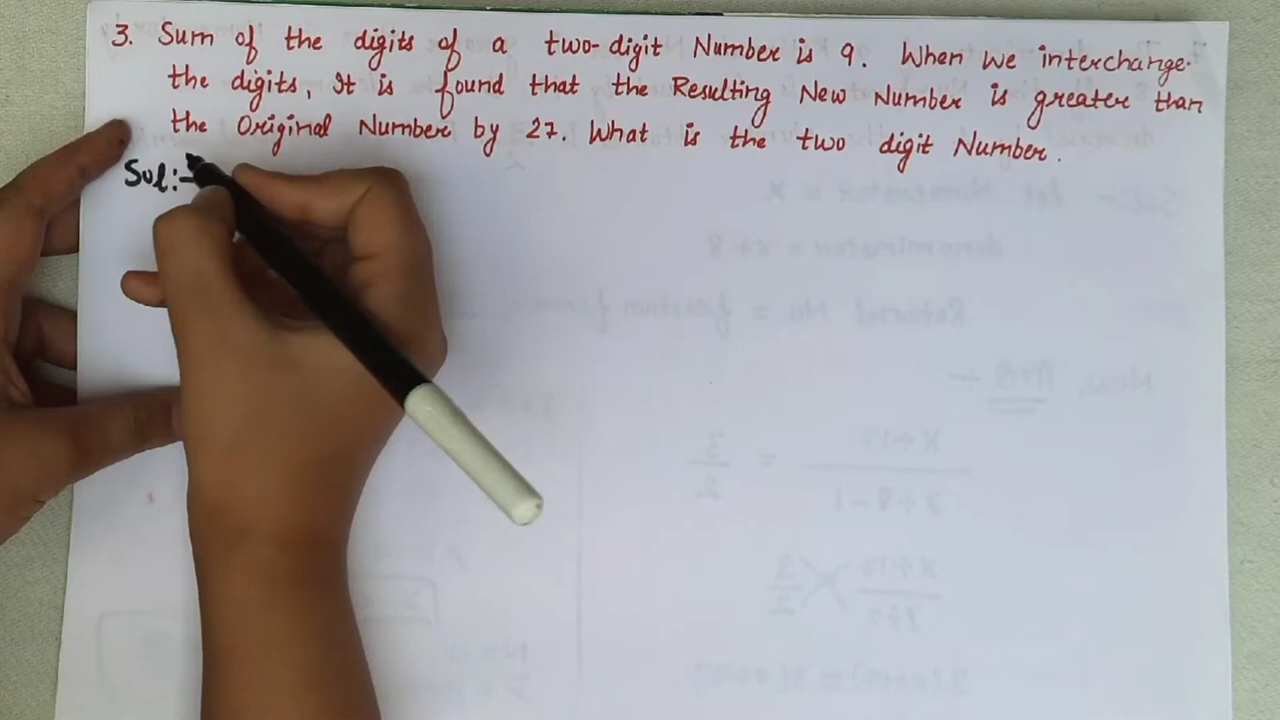 3. Sum of the digits of a two-digit Number is 9. When we interchange
the digits, It is found that the Resulting New Number is greater than
the Original Number by 27. What is the two digit Number.
Sol:-